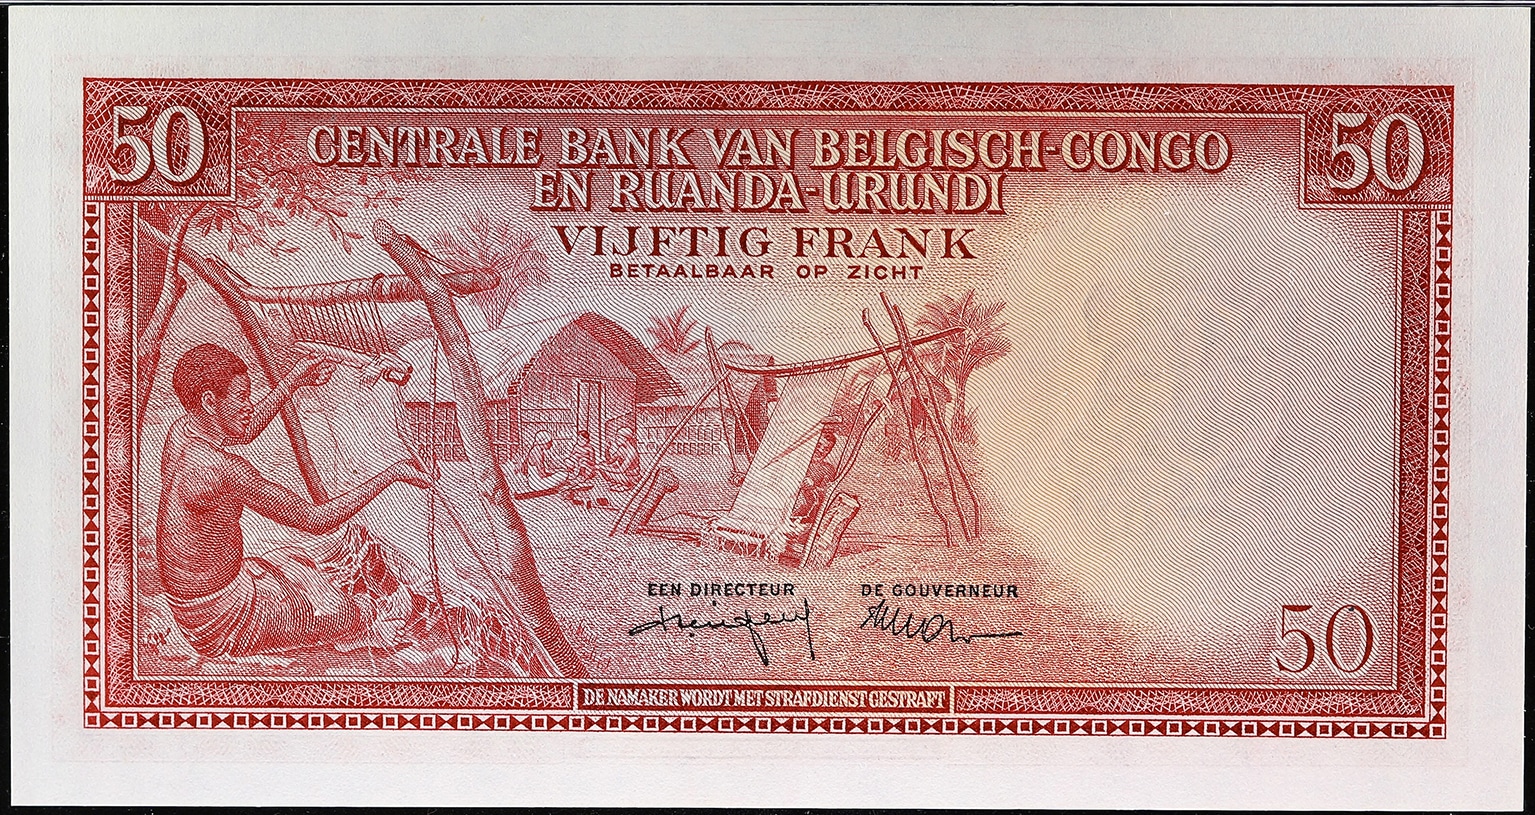 50
50
CENTRALE BANK VAN BELGISCH-CONGO
EN RUANDA-URUNDI
VIJFTIG FRANK
BETAALBAAR OP ZICHT
EEN DIRECTEUR
DE GOUVERNEUR
50
DE NAMAKER WORDT MET STRAFDIENST GESTRAFT